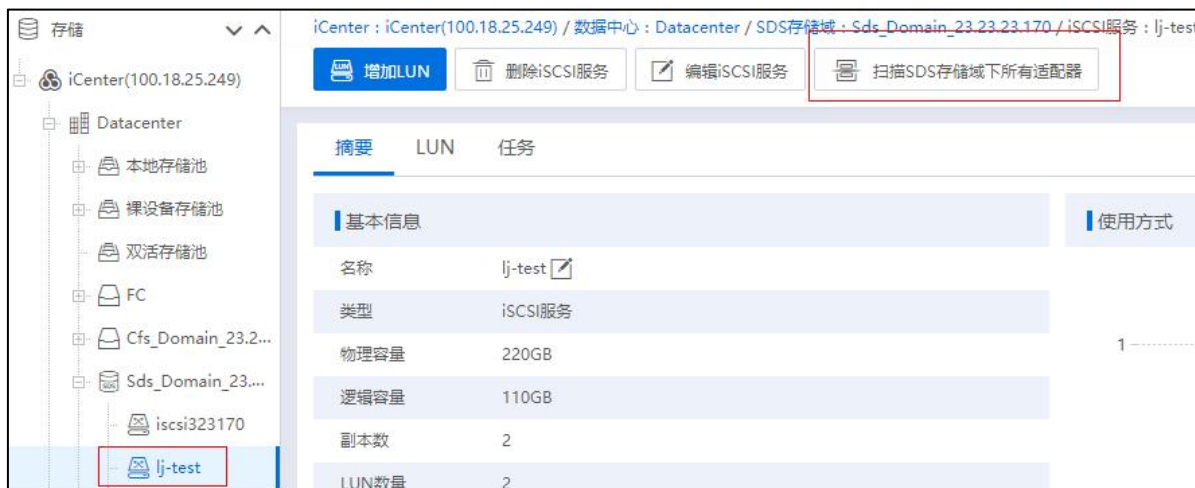 存储
iCenter(100.18.25.249)
Datacenter
本地存储池
裸设备存储池
双活存储池
FC
Cfs_Domain_23.2...
Sds_Domain_23....
iscsi323170
lj-test
iCenter : iCenter(100.18.25.249) / 数据中心 : Datacenter / SDS存储域 : Sds_Domain_23.23.23.170 / iSCSI服务 : lj-test
增加LUN 删除iSCSI服务 编辑iSCSI服务 扫描SDS存储域下所有适配器
摘要 LUN 任务
基本信息
名称 lj-test
类型 iSCSI服务
物理容量 220GB
逻辑容量 110GB
副本数 2
LUN数量 2
使用方式
1